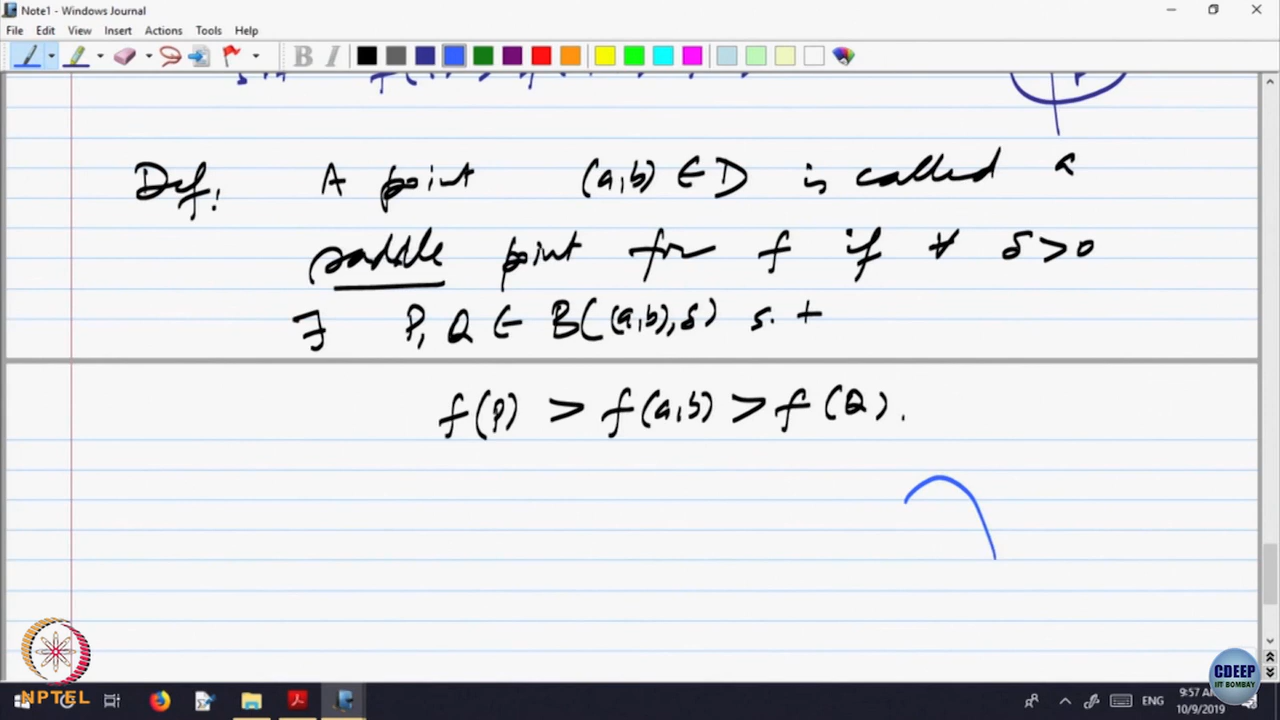 Note1 - Windows Journal
File Edit View Insert Actions Tools Help
Def. A point (a,b) ∈ D is called a
saddle point for f if ∀ δ > 0
∃ P, Q ∈ B((a,b), δ) s.t
f(P) > f(a,b) > f(Q).
CDEEP
IIT BOMBAY
NPTEL
ENG
9:57
10/9/2019